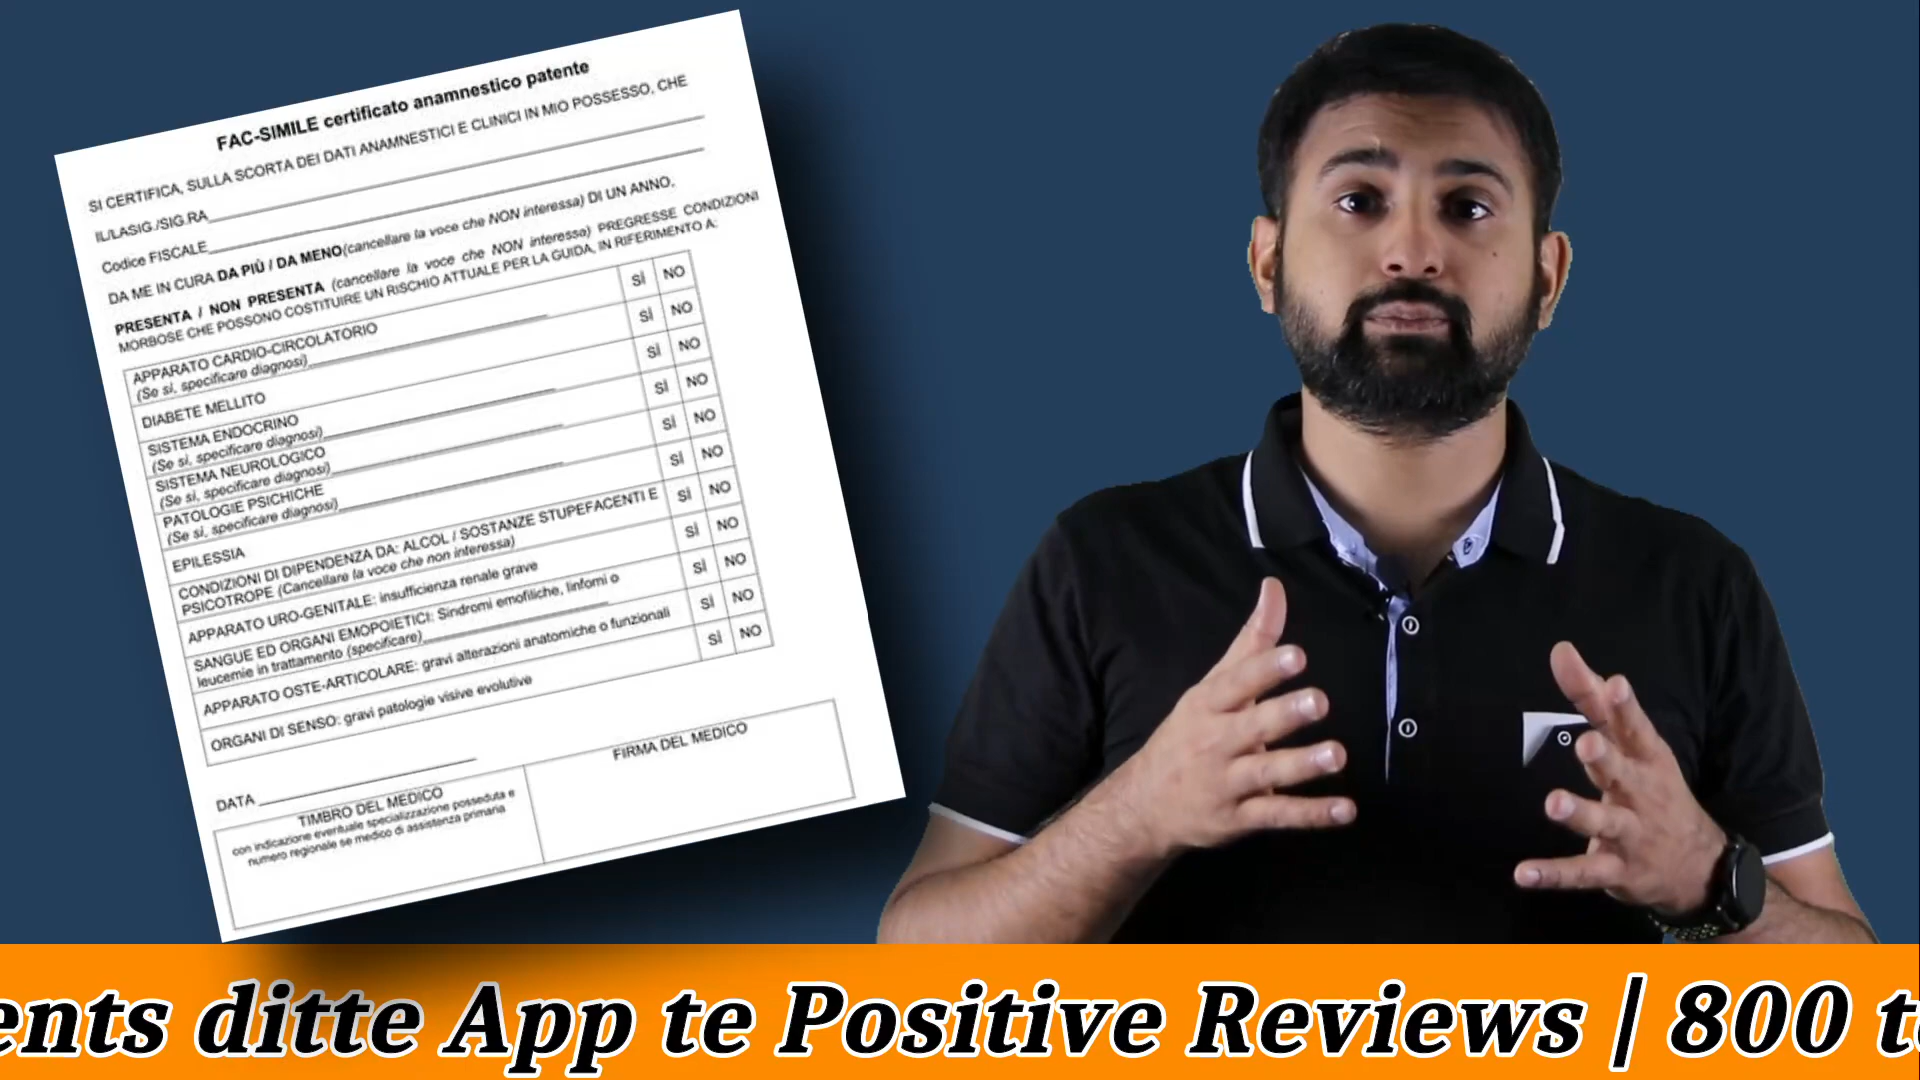 FAC-SIMILE certificato anamnestico patente
SI CERTIFICA, SULLA SCORTA DEI DATI ANAMNESTICI E CLINICI IN MIO POSSESSO, CHE
IL/LASIG./SIG.RA
Codice FISCALE
DA ME IN CURA DA PIÙ / DA MENO(cancellare la voce che NON interessa) DI UN ANNO,
PRESENTA / NON PRESENTA (cancellare la voce che NON interessa) PREGRESSE CONDIZIONI
MORBOSE CHE POSSONO COSTITUIRE UN RISCHIO ATTUALE PER LA GUIDA, IN RIFERIMENTO A:
APPARATO CARDIO-CIRCOLATORIO
(Se sì, specificare diagnosi) SÌ NO
DIABETE MELLITO SÌ NO
SISTEMA ENDOCRINO
(Se sì, specificare diagnosi) SÌ NO
SISTEMA NEUROLOGICO
(Se sì, specificare diagnosi) SÌ NO
PATOLOGIE PSICHICHE
(Se sì, specificare diagnosi) SÌ NO
EPILESSIA SÌ NO
CONDIZIONI DI DIPENDENZA DA: ALCOL / SOSTANZE STUPEFACENTI E
PSICOTROPE (Cancellare la voce che non interessa) SÌ NO
APPARATO URO-GENITALE: insufficienza renale grave SÌ NO
SANGUE ED ORGANI EMOPOIETICI: Sindromi emofiliche, linfomi o
leucemie in trattamento (specificare) SÌ NO
APPARATO OSTE-ARTICOLARE: gravi alterazioni anatomiche o funzionali SÌ NO
ORGANI DI SENSO: gravi patologie visive evolutive SÌ NO
DATA
TIMBRO DEL MEDICO
con indicazione eventuale specializzazione posseduta e
numero regionale se medico di assistenza primaria
FIRMA DEL MEDICO
ents ditte App te Positive Reviews | 800 t